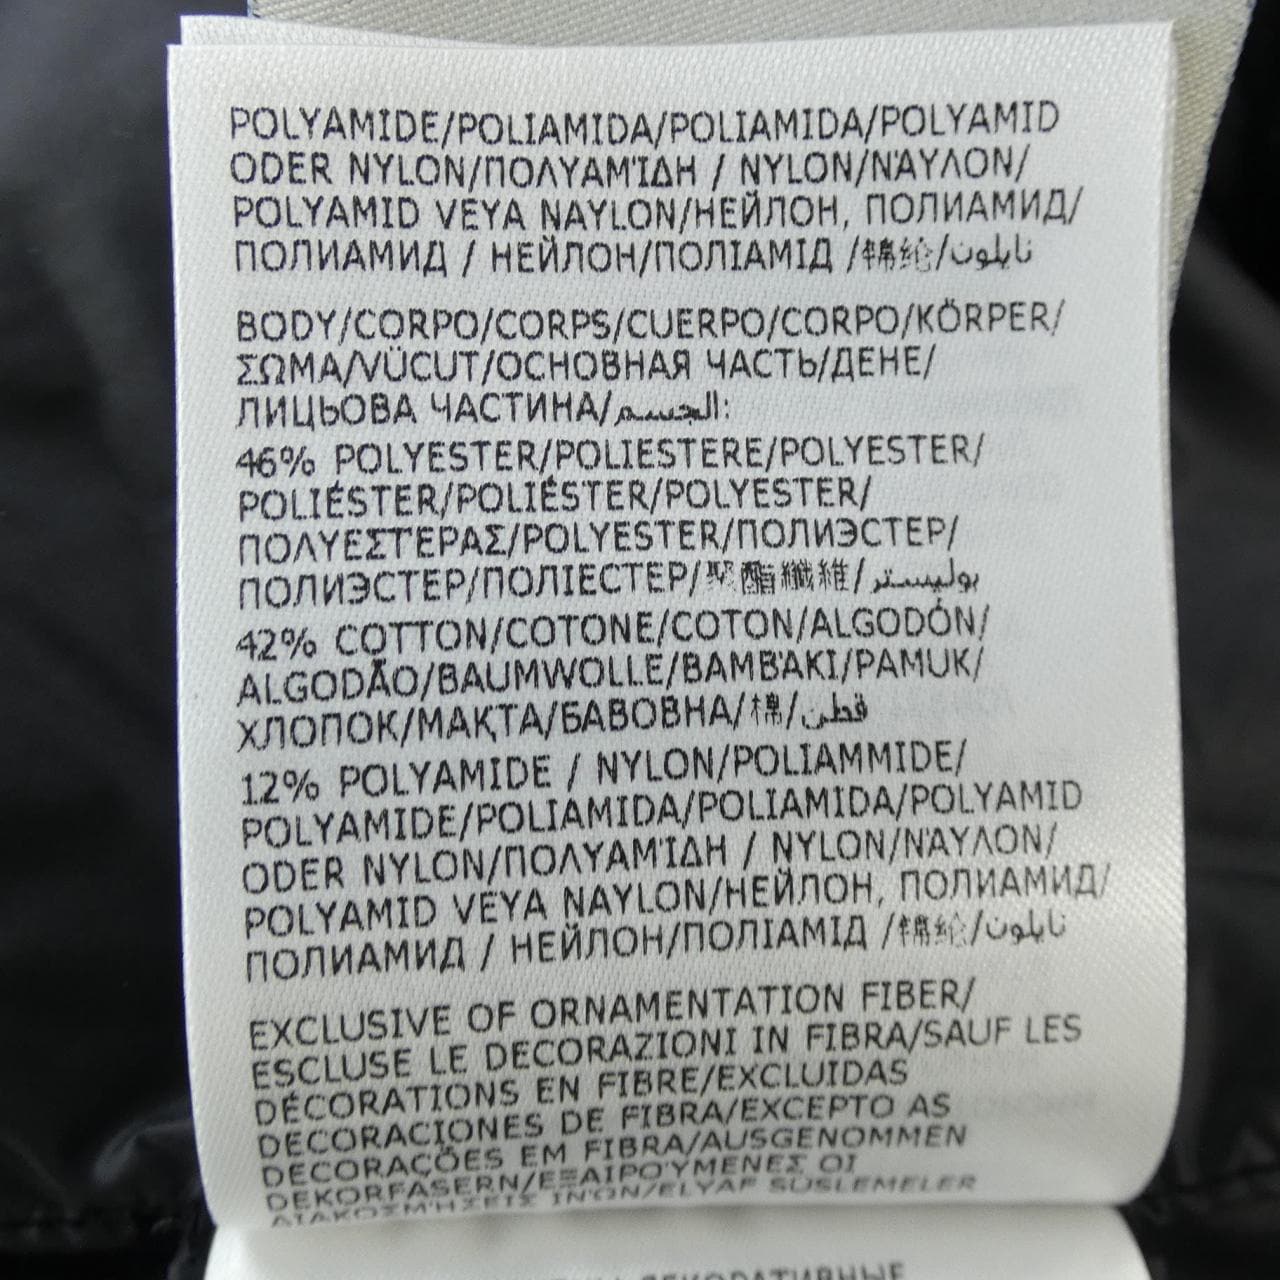 POLYAMIDE/POLIAMIDA/POLIAMIDA/POLYAMID
ODER NYLON/ΠΟΛΥΑΜΊΔΗ / NYLON/ΝΆΥΛΟΝ/
POLYAMID VEYA NAYLON/НЕЙЛОН, ПОЛИАМИД/
ПОЛИАМИД / НЕЙЛОН/ПОЛІАМІД /锦纶/نايلون
BODY/CORPO/CORPS/CUERPO/CORPO/KÖRPER/
ΣΩΜΑ/VÜCUT/ОСНОВНАЯ ЧАСТЬ/ДЕНЕ/
ЛИЦЬОВА ЧАСТИНА/الجسم:
46% POLYESTER/POLIESTERE/POLYESTER/
POLIÉSTER/POLIÉSTER/POLYESTER/
ΠΟΛΥΕΣΤΕΡΑΣ/POLYESTER/ПОЛИЭСТЕР/
ПОЛИЭСТЕР/ПОЛІЕСТЕР/聚酯纖維/بوليستر
42% COTTON/COTONE/COTON/ALGODÓN/
ALGODÃO/BAUMWOLLE/ΒΑΜΒΆΚΙ/PAMUK/
ХЛОПОК/МАҚТА/БАВОВНА/棉/قطن
12% POLYAMIDE / NYLON/POLIAMMIDE/
POLYAMIDE/POLIAMIDA/POLIAMIDA/POLYAMID
ODER NYLON/ΠΟΛΥΑΜΊΔΗ / NYLON/ΝΆΥΛΟΝ/
POLYAMID VEYA NAYLON/НЕЙЛОН, ПОЛИАМИД/
ПОЛИАМИД / НЕЙЛОН/ПОЛІАМІД /锦纶/نايلون
EXCLUSIVE OF ORNAMENTATION FIBER/
ESCLUSE LE DECORAZIONI IN FIBRA/SAUF LES
DÉCORATIONS EN FIBRE/EXCLUIDAS
DECORACIONES DE FIBRA/EXCEPTO AS
DECORAÇÕES EM FIBRA/AUSGENOMMEN
DEKORFASERN/ΕΞΑΙΡΟΎΜΕΝΕΣ ΟΙ
ΔΙΑΚΟΣΜΉΣΕΙΣ ΙΝΏΝ/ELYAF SÜSLEMELER
ДЕКОРАТИВНЫЕ